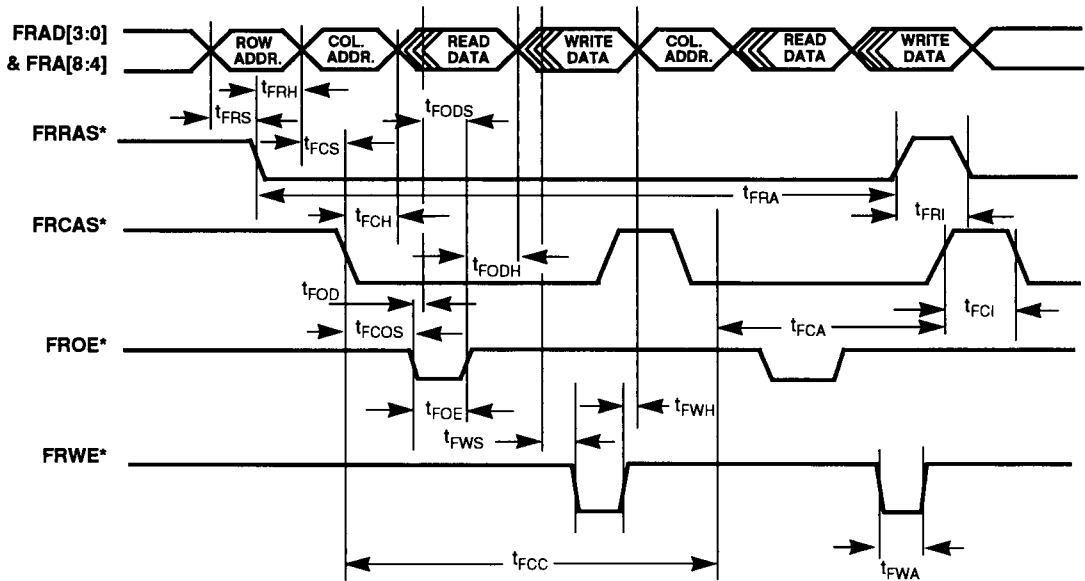 FRAD[3:0]
& FRA[8:4]
ROW
ADDR.
COL.
ADDR.
READ
DATA
WRITE
DATA
COL.
ADDR.
READ
DATA
WRITE
DATA
tFRH
tFRS
tFODS
FRRAS*
tFCS
tFRA
tFCH
tFRI
FRCAS*
tFODH
tFOD
tFCI
tFCOS
tFCA
FROE*
tFOE
tFWH
tFWS
FRWE*
tFCC
tFWA